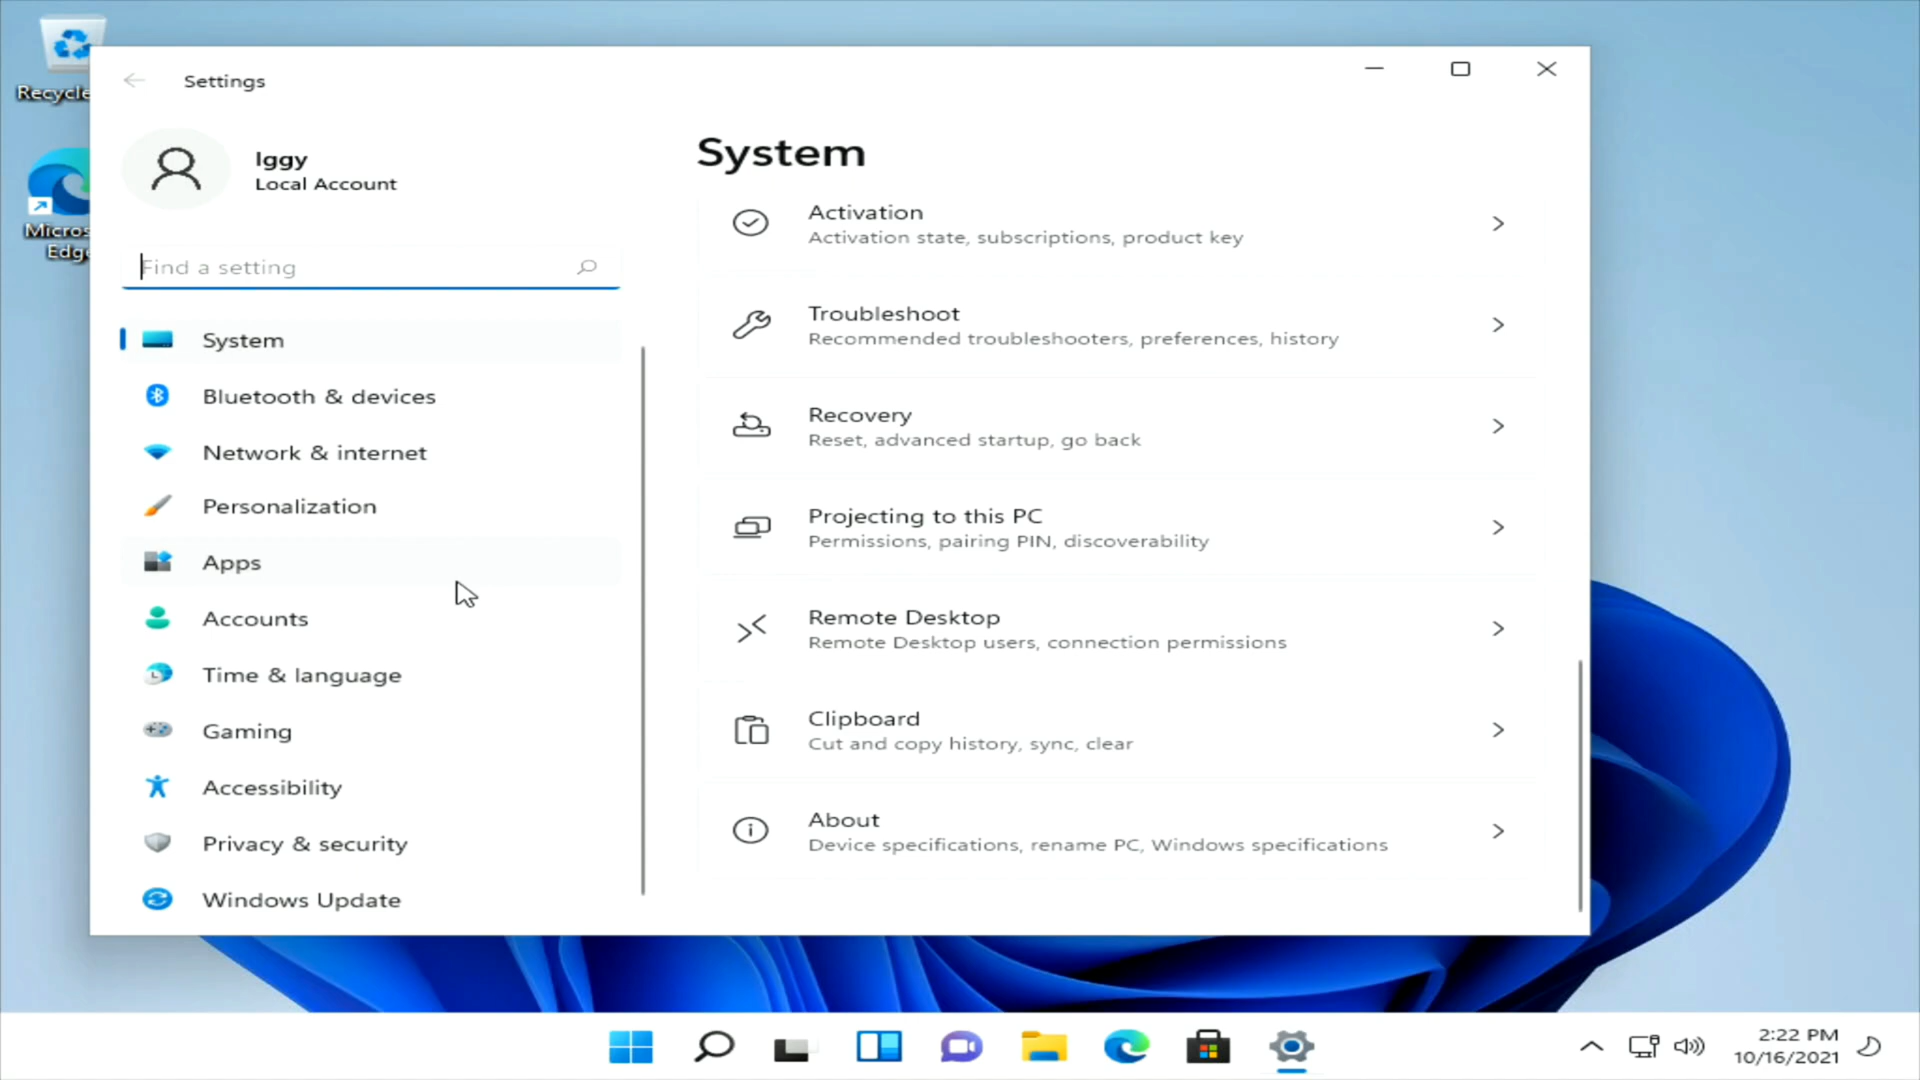 Recycle
Micros
Edge
Settings
Iggy
Local Account
Find a setting
System
Bluetooth & devices
Network & internet
Personalization
Apps
Accounts
Time & language
Gaming
Accessibility
Privacy & security
Windows Update
System
Activation
Activation state, subscriptions, product key
Troubleshoot
Recommended troubleshooters, preferences, history
Recovery
Reset, advanced startup, go back
Projecting to this PC
Permissions, pairing PIN, discoverability
Remote Desktop
Remote Desktop users, connection permissions
Clipboard
Cut and copy history, sync, clear
About
Device specifications, rename PC, Windows specifications
2:22 PM
10/16/2021